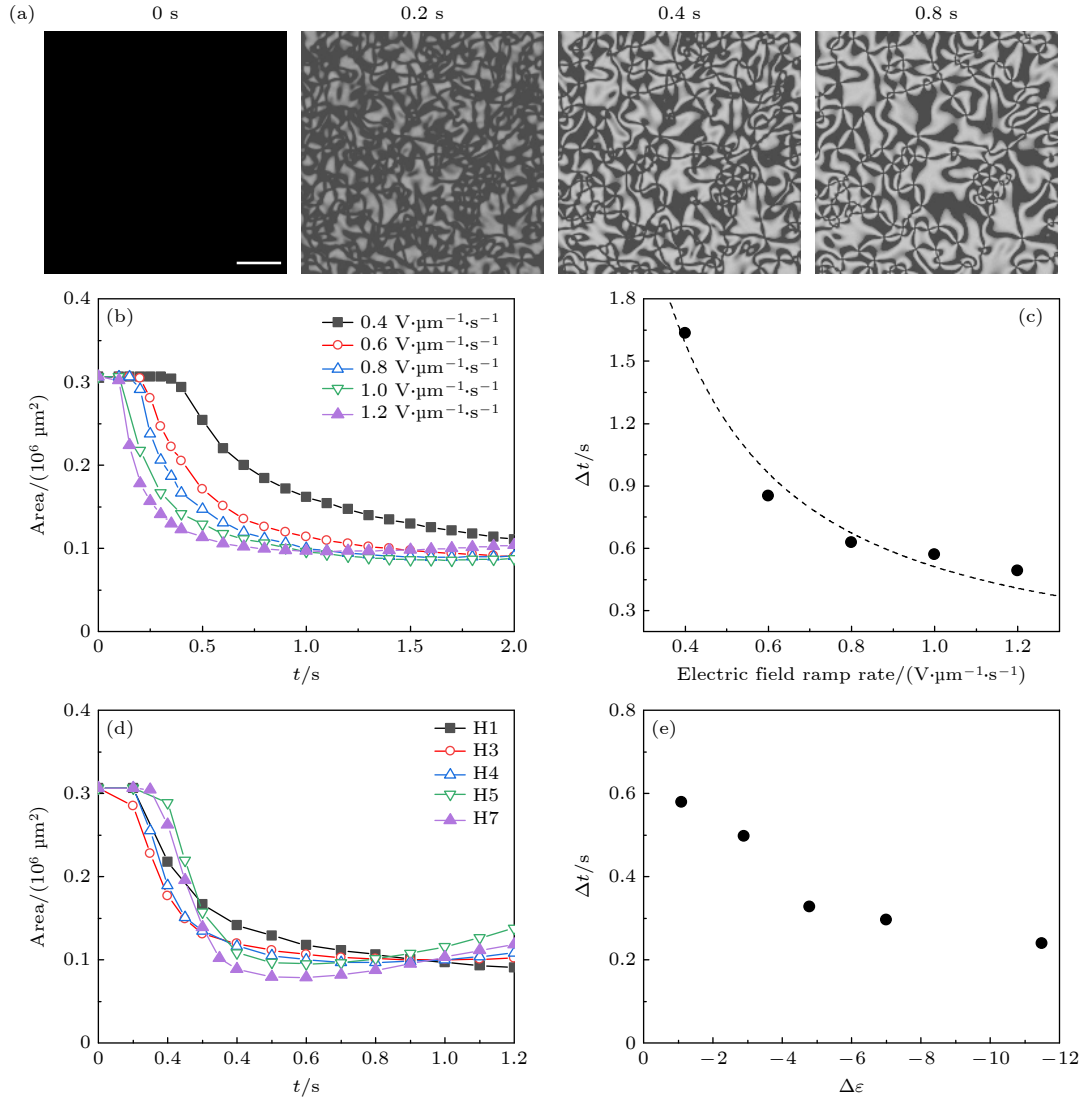 (a)
0 s
0.2 s
0.4 s
0.8 s
(b)
0.4 V·μm⁻¹·s⁻¹
0.6 V·μm⁻¹·s⁻¹
0.8 V·μm⁻¹·s⁻¹
1.0 V·μm⁻¹·s⁻¹
1.2 V·μm⁻¹·s⁻¹
0.4
0.3
0.2
0.1
0
Area/(10⁶ μm²)
0 0.5 1.0 1.5 2.0
t/s
(c)
1.8
1.5
1.2
0.9
0.6
0.3
Δt/s
0.4 0.6 0.8 1.0 1.2
Electric field ramp rate/(V·μm⁻¹·s⁻¹)
(d)
H1
H3
H4
H5
H7
0.4
0.3
0.2
0.1
0
Area/(10⁶ μm²)
0 0.4 0.4 0.6 0.8 1.0 1.2
t/s
(e)
0.8
0.6
0.4
0.2
0
Δt/s
0 −2 −4 −6 −8 −10 −12
Δε